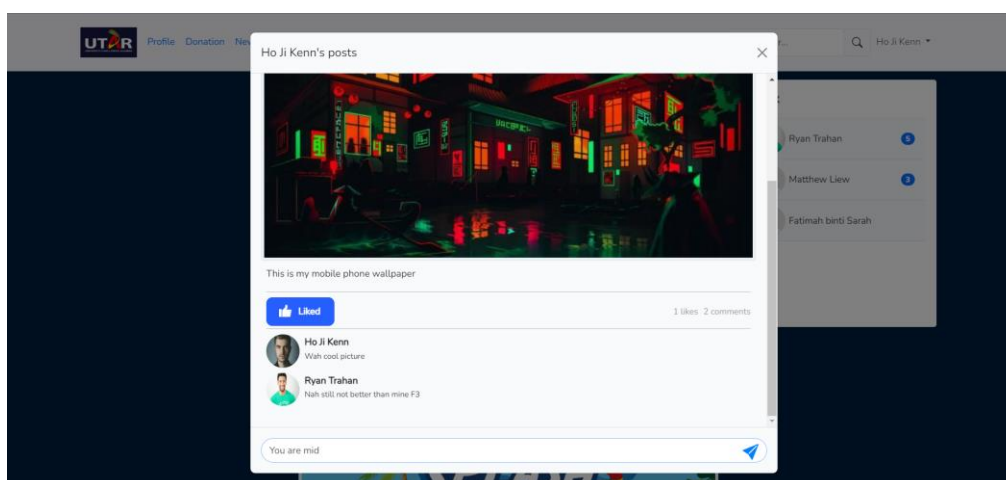 UTAR
Profile Donation
Ho Ji Kenn
Ho Ji Kenn's posts
Ryan Trahan 5
Matthew Liew 3
Fatimah binti Sarah
This is my mobile phone wallpaper
Liked
1 likes 2 comments
Ho Ji Kenn
Wah cool picture
Ryan Trahan
Nah still not better than mine F3
You are mid